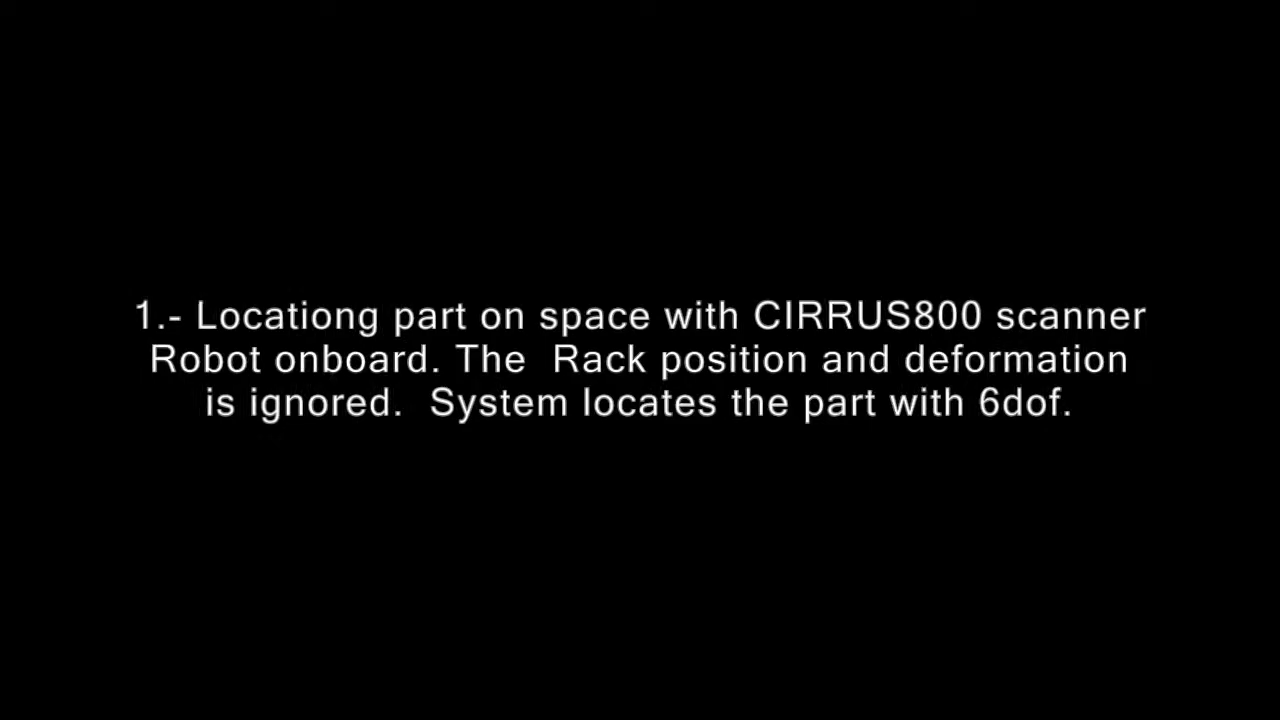 1.- Locationg part on space with CIRRUS800 scanner
Robot onboard. The  Rack position and deformation
is ignored.  System locates the part with 6dof.